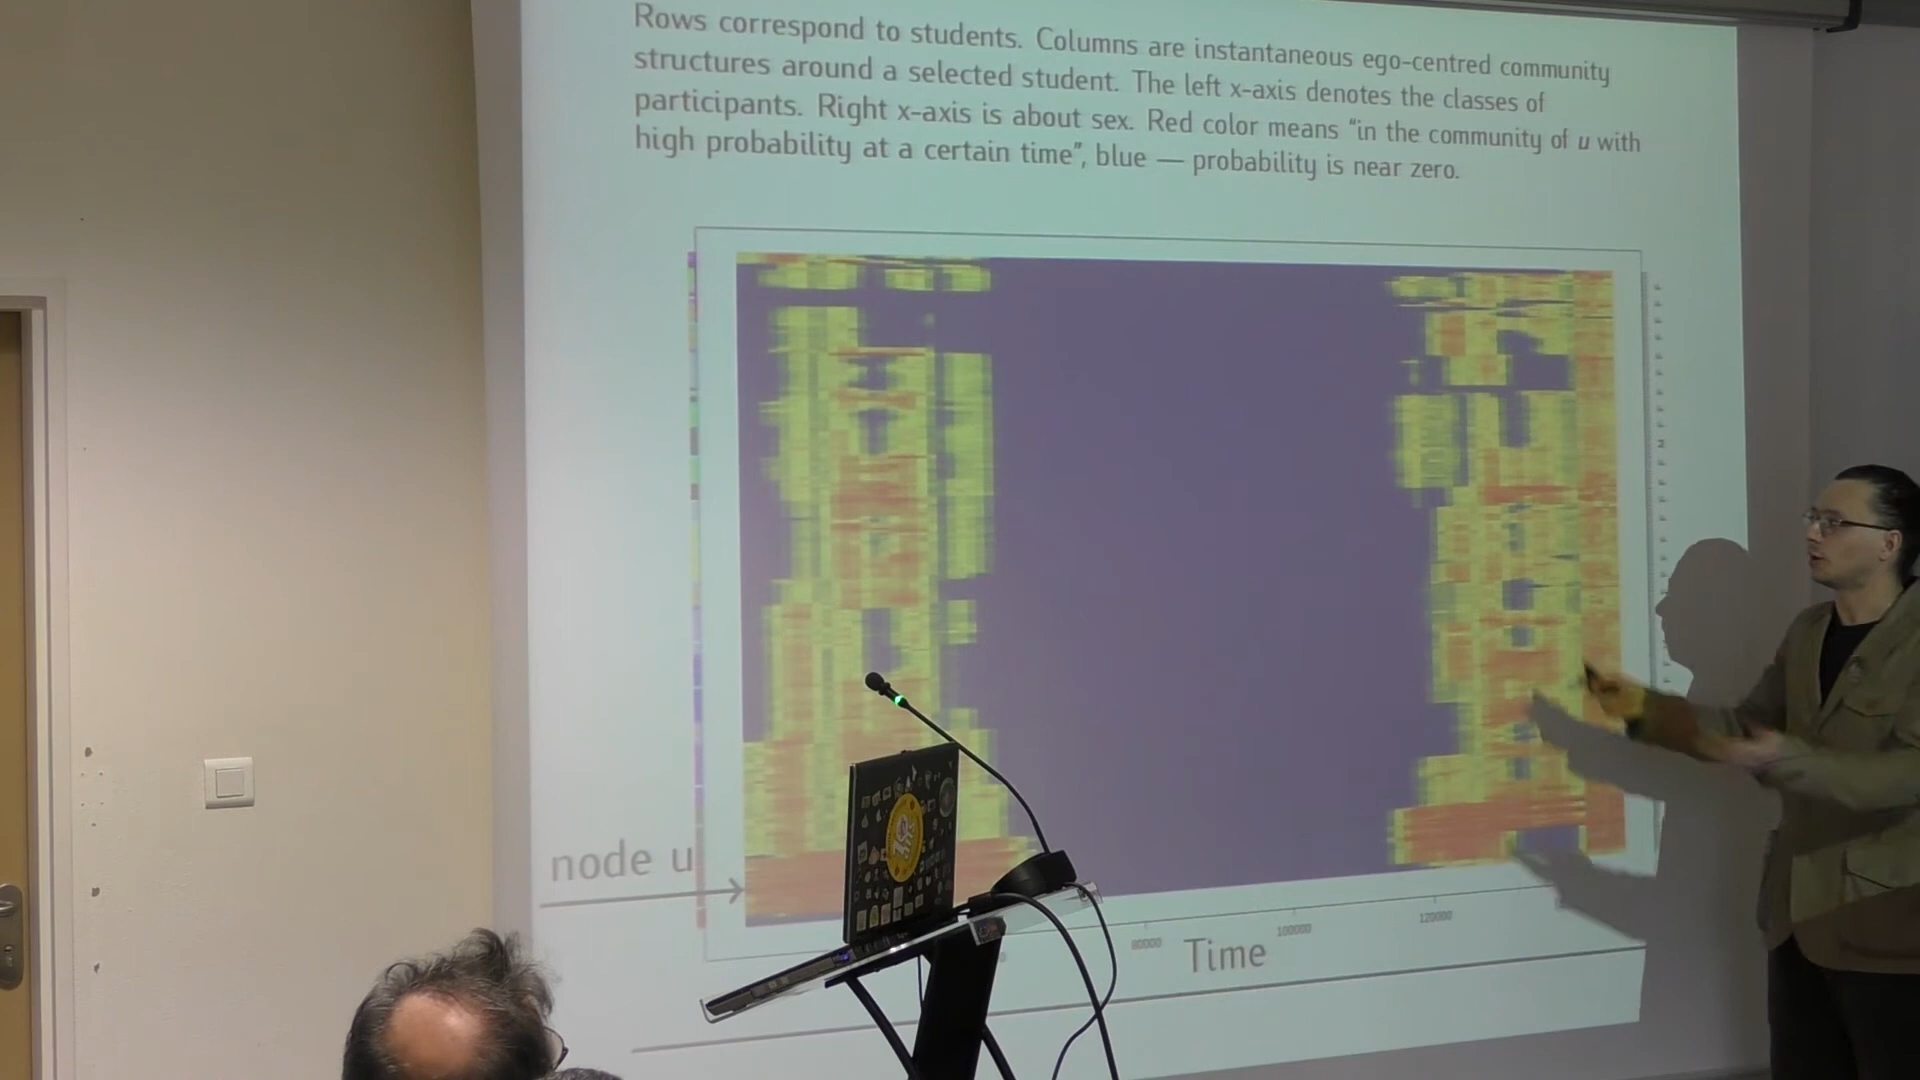 Rows correspond to students. Columns are instantaneous ego-centred community
structures around a selected student. The left x-axis denotes the classes of
participants. Right x-axis is about sex. Red color means “in the community of u with
high probability at a certain time”, blue — probability is near zero.
node u
80000
100000
120000
Time